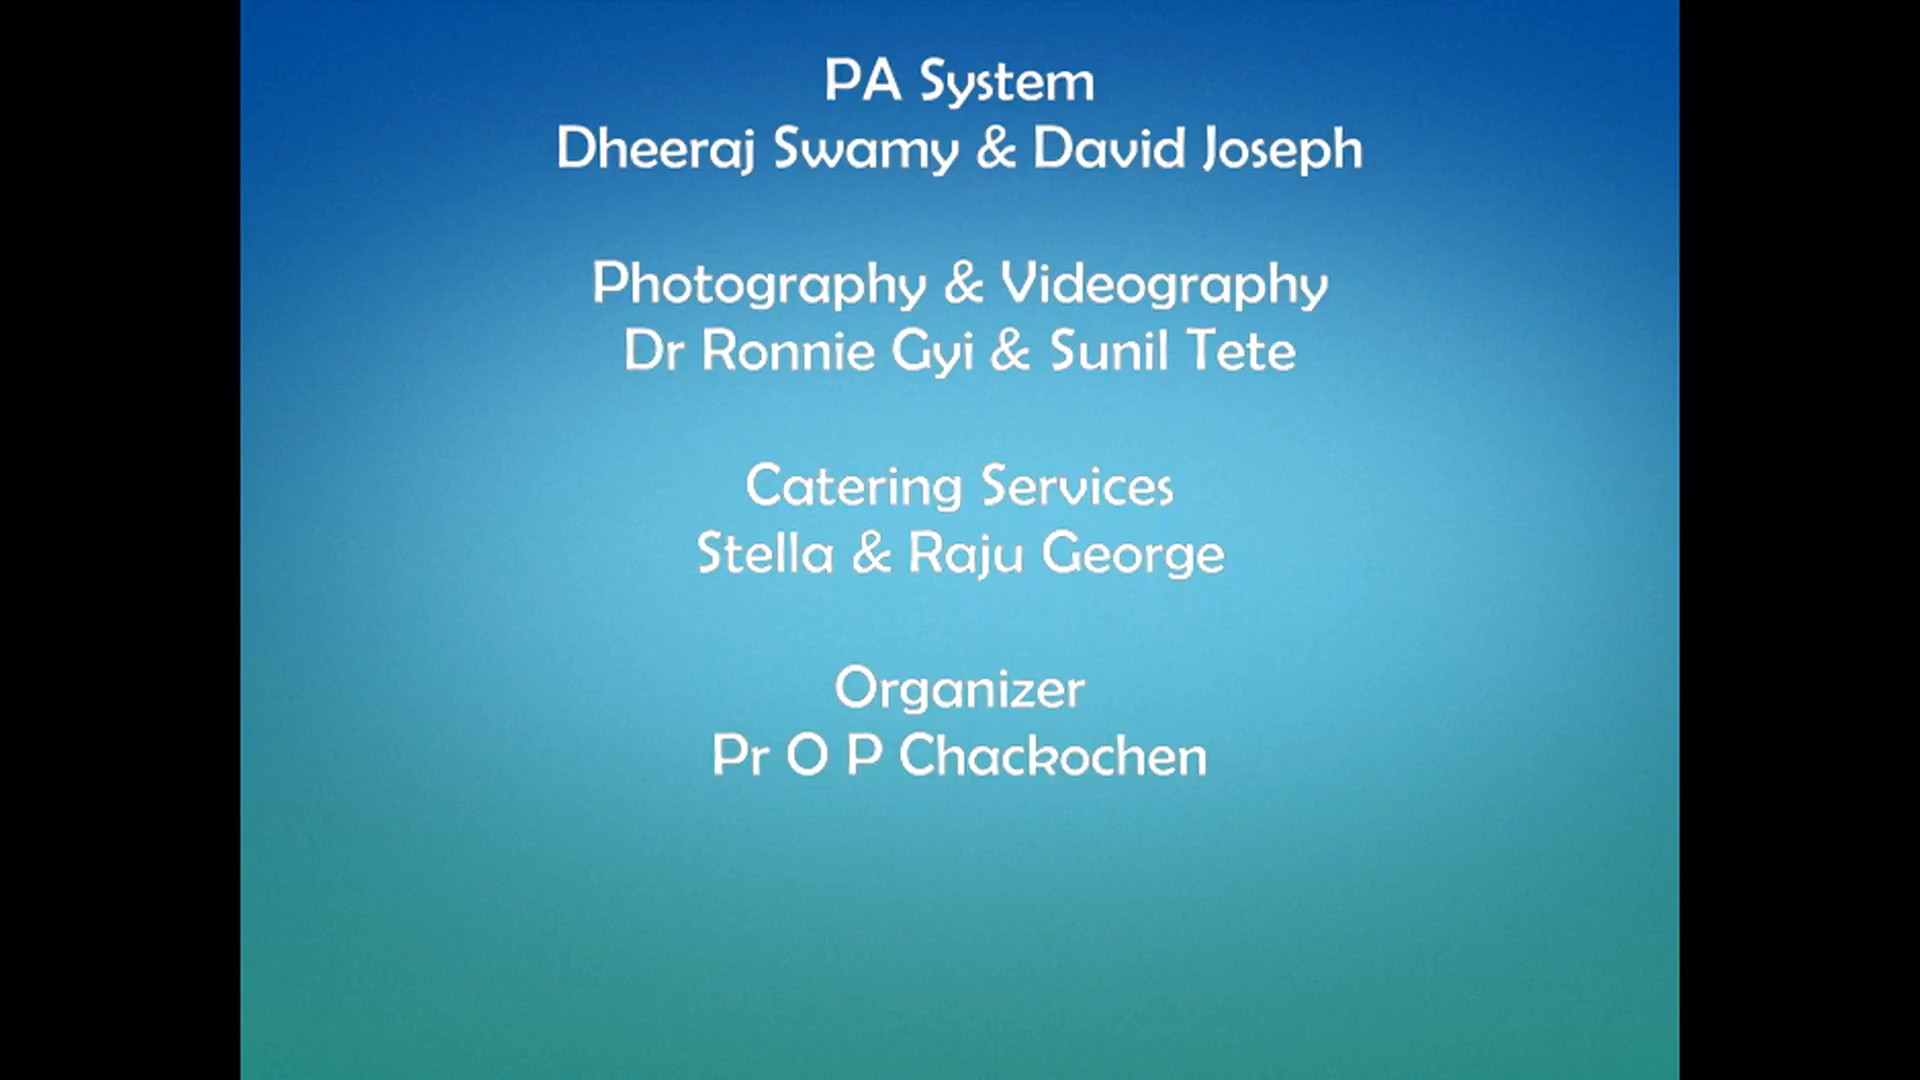 PA System
Dheeraj Swamy & David Joseph
Photography & Videography
Dr Ronnie Gyi & Sunil Tete
Catering Services
Stella & Raju George
Organizer
Pr O P Chackochen